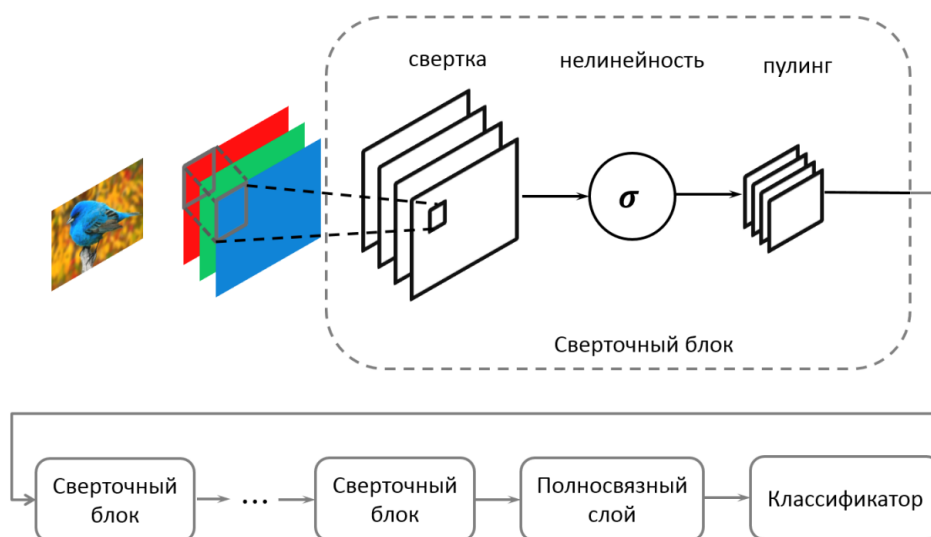 свертка
нелинейность
пулинг
σ
Сверточный блок
Сверточный
блок
...
Сверточный
блок
Полносвязный
слой
Классификатор